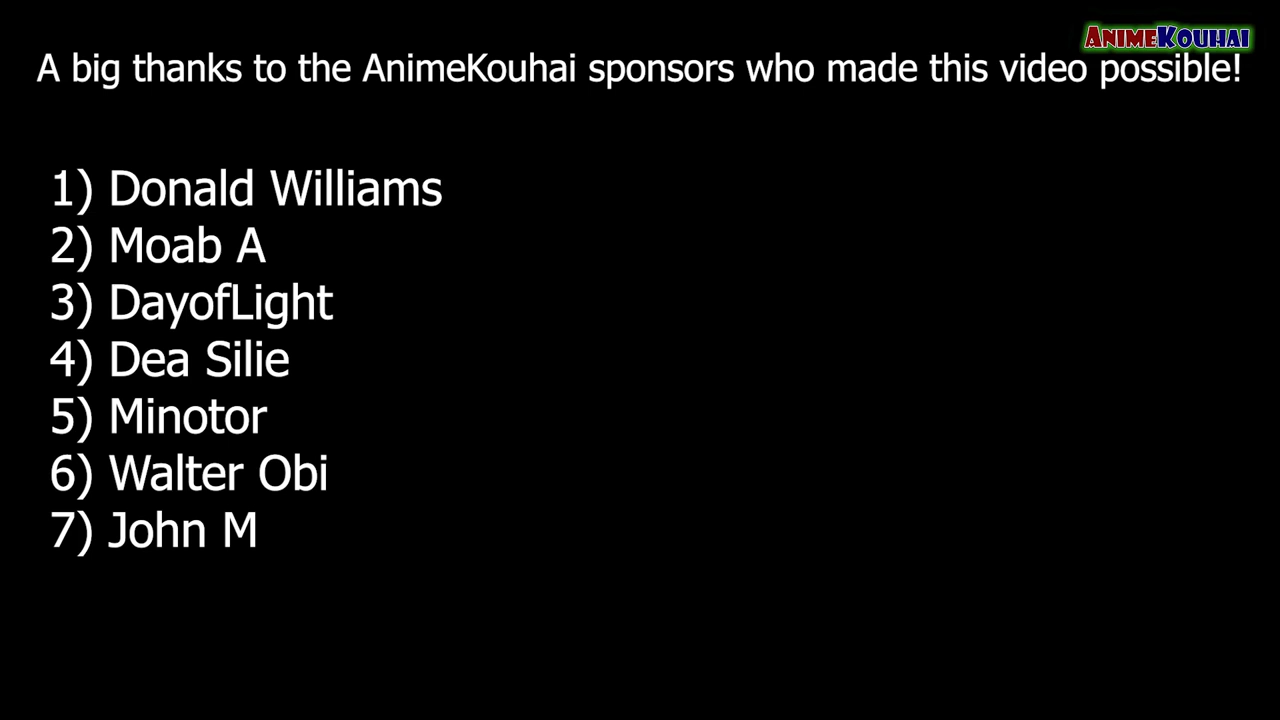 ANIMEKOUHAI
A big thanks to the AnimeKouhai sponsors who made this video possible!
1) Donald Williams
2) Moab A
3) DayofLight
4) Dea Silie
5) Minotor
6) Walter Obi
7) John M